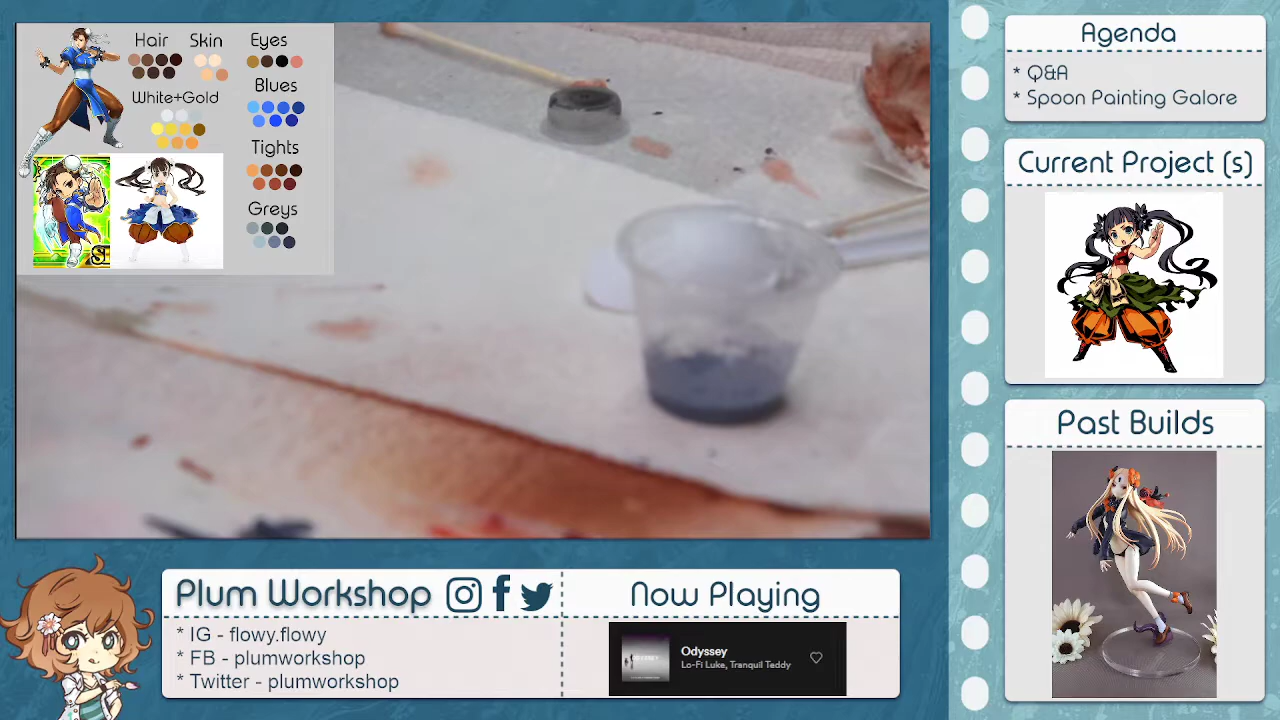 Hair
Skin
Eyes
White+Gold
Blues
Tights
Greys
Agenda
* Q&A
* Spoon Painting Galore
Current Project (s)
Past Builds
Plum Workshop
* IG - flowy.flowy
* FB - plumworkshop
* Twitter - plumworkshop
Now Playing
Odyssey
Lo-Fi Luke, Tranquil Teddy